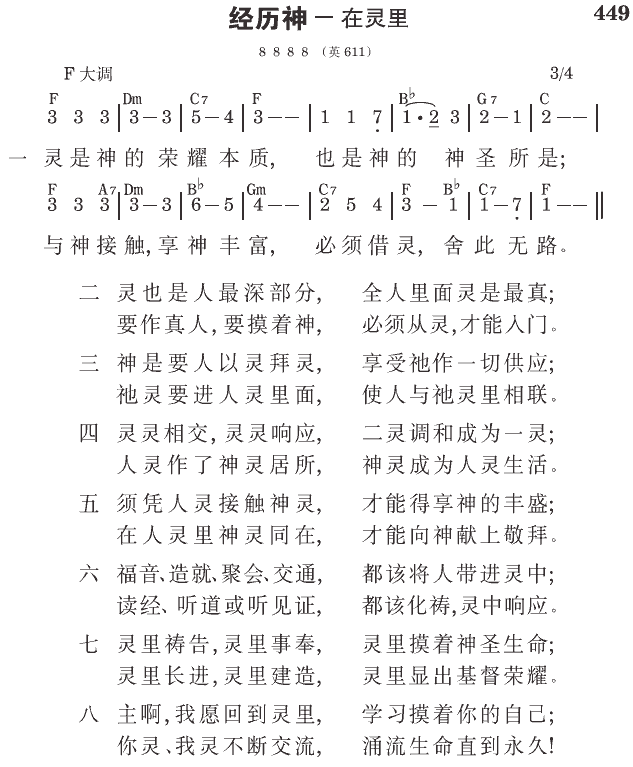 经历神－在灵里 449
8 8 8 8 （英611）
F大调 3/4
F Dm C7 F B♭ G7 C
3 3 3 | 3 – 3 | 5 – 4 | 3 – – | 1 1 7̣ | 1 · 2 3 | 2 – 1 | 2 – – |
一 灵是神的荣耀本质, 也是神的神圣所是;
F A7 Dm B♭ Gm C7 F B♭ C7 F
3 3 3 | 3 – 3 | 6 – 5 | 4 – – | 2 5 4 | 3 – 1 | 1 – 7̣ | 1 – – ‖
与神接触,享神丰富, 必须借灵,舍此无路。
二 灵也是人最深部分, 全人里面灵是最真;
要作真人,要摸着神, 必须从灵,才能入门。
三 神是要人以灵拜灵, 享受祂作一切供应;
祂灵要进人灵里面, 使人与祂灵里相联。
四 灵灵相交,灵灵响应, 二灵调和成为一灵;
人灵作了神灵居所, 神灵成为人灵生活。
五 须凭人灵接触神灵, 才能得享神的丰盛;
在人灵里神灵同在, 才能向神献上敬拜。
六 福音、造就、聚会、交通, 都该将人带进灵中;
读经、听道或听见证, 都该化祷,灵中响应。
七 灵里祷告,灵里事奉, 灵里摸着神圣生命;
灵里长进,灵里建造, 灵里显出基督荣耀。
八 主啊,我愿回到灵里, 学习摸着你的自己;
你灵、我灵不断交流, 涌流生命直到永久!